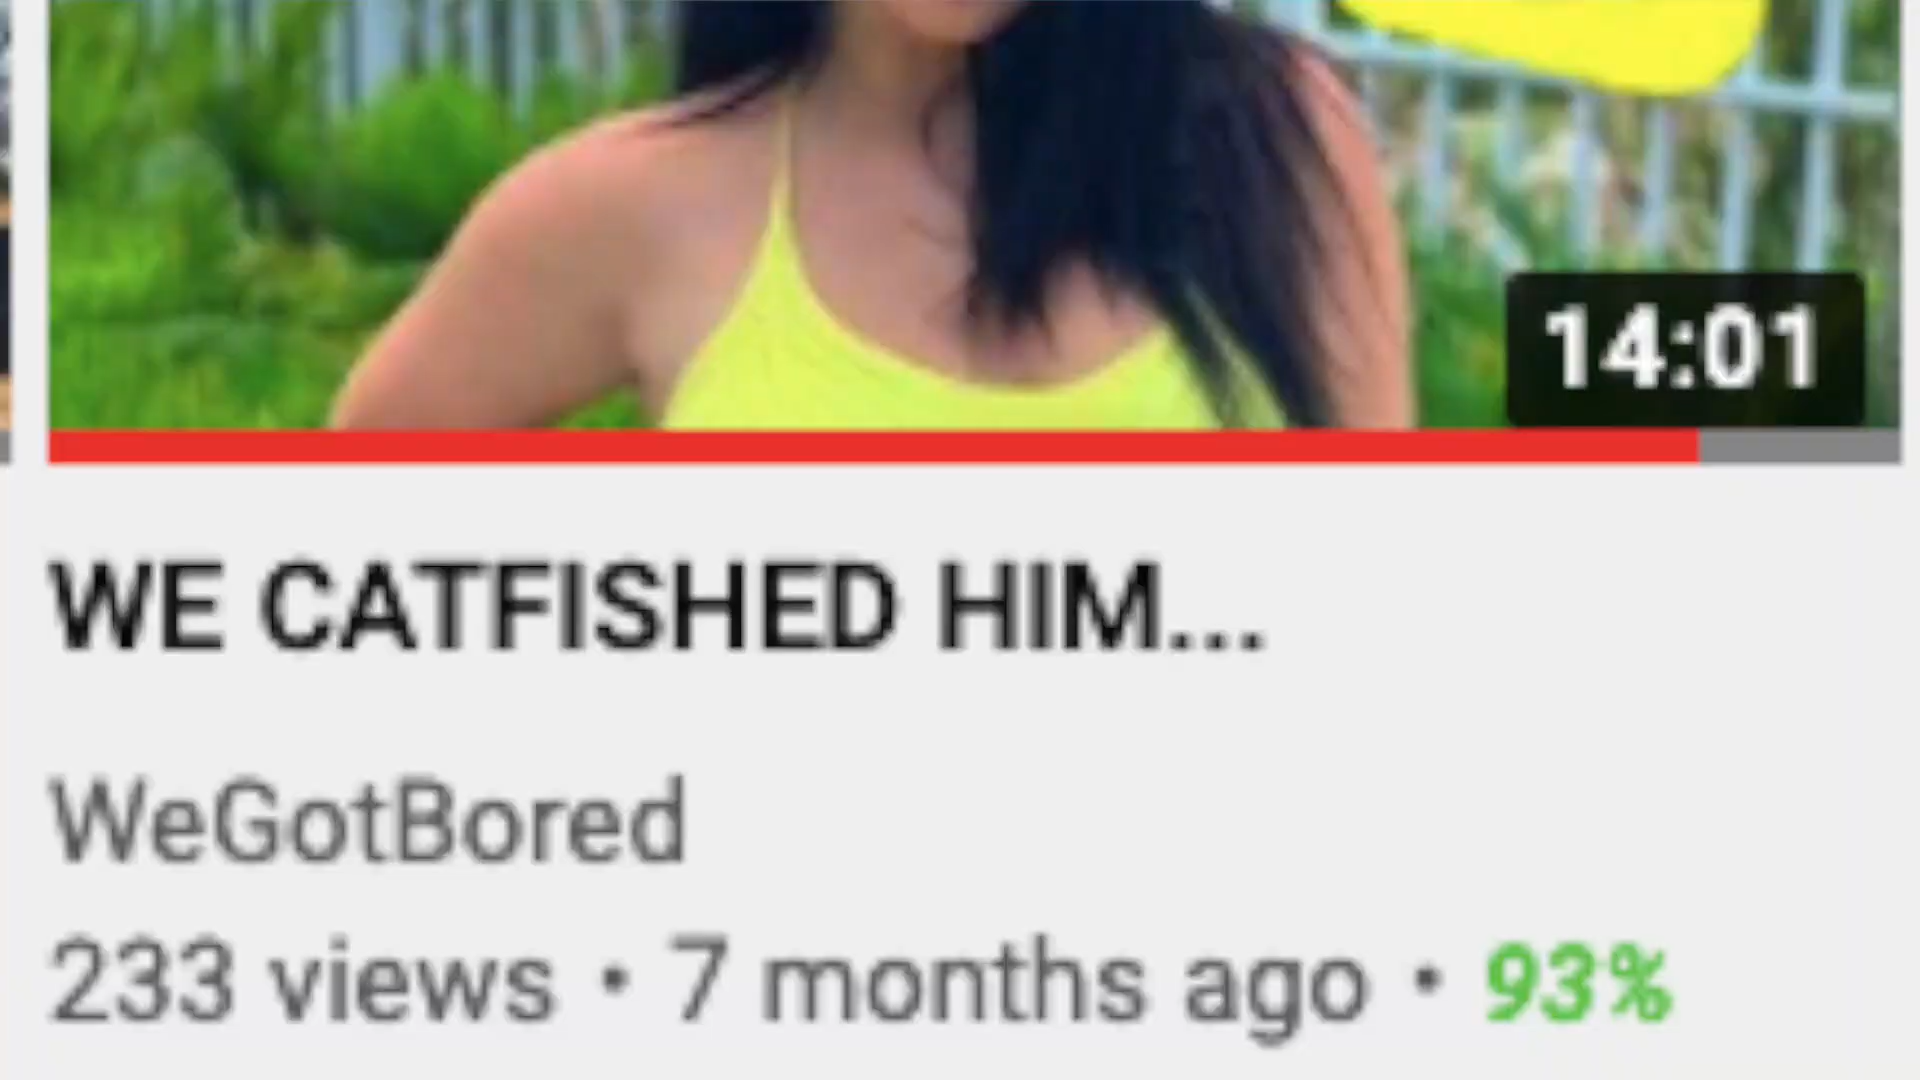 14:01
WE CATFISHED HIM...
WeGotBored
233 views • 7 months ago • 93%